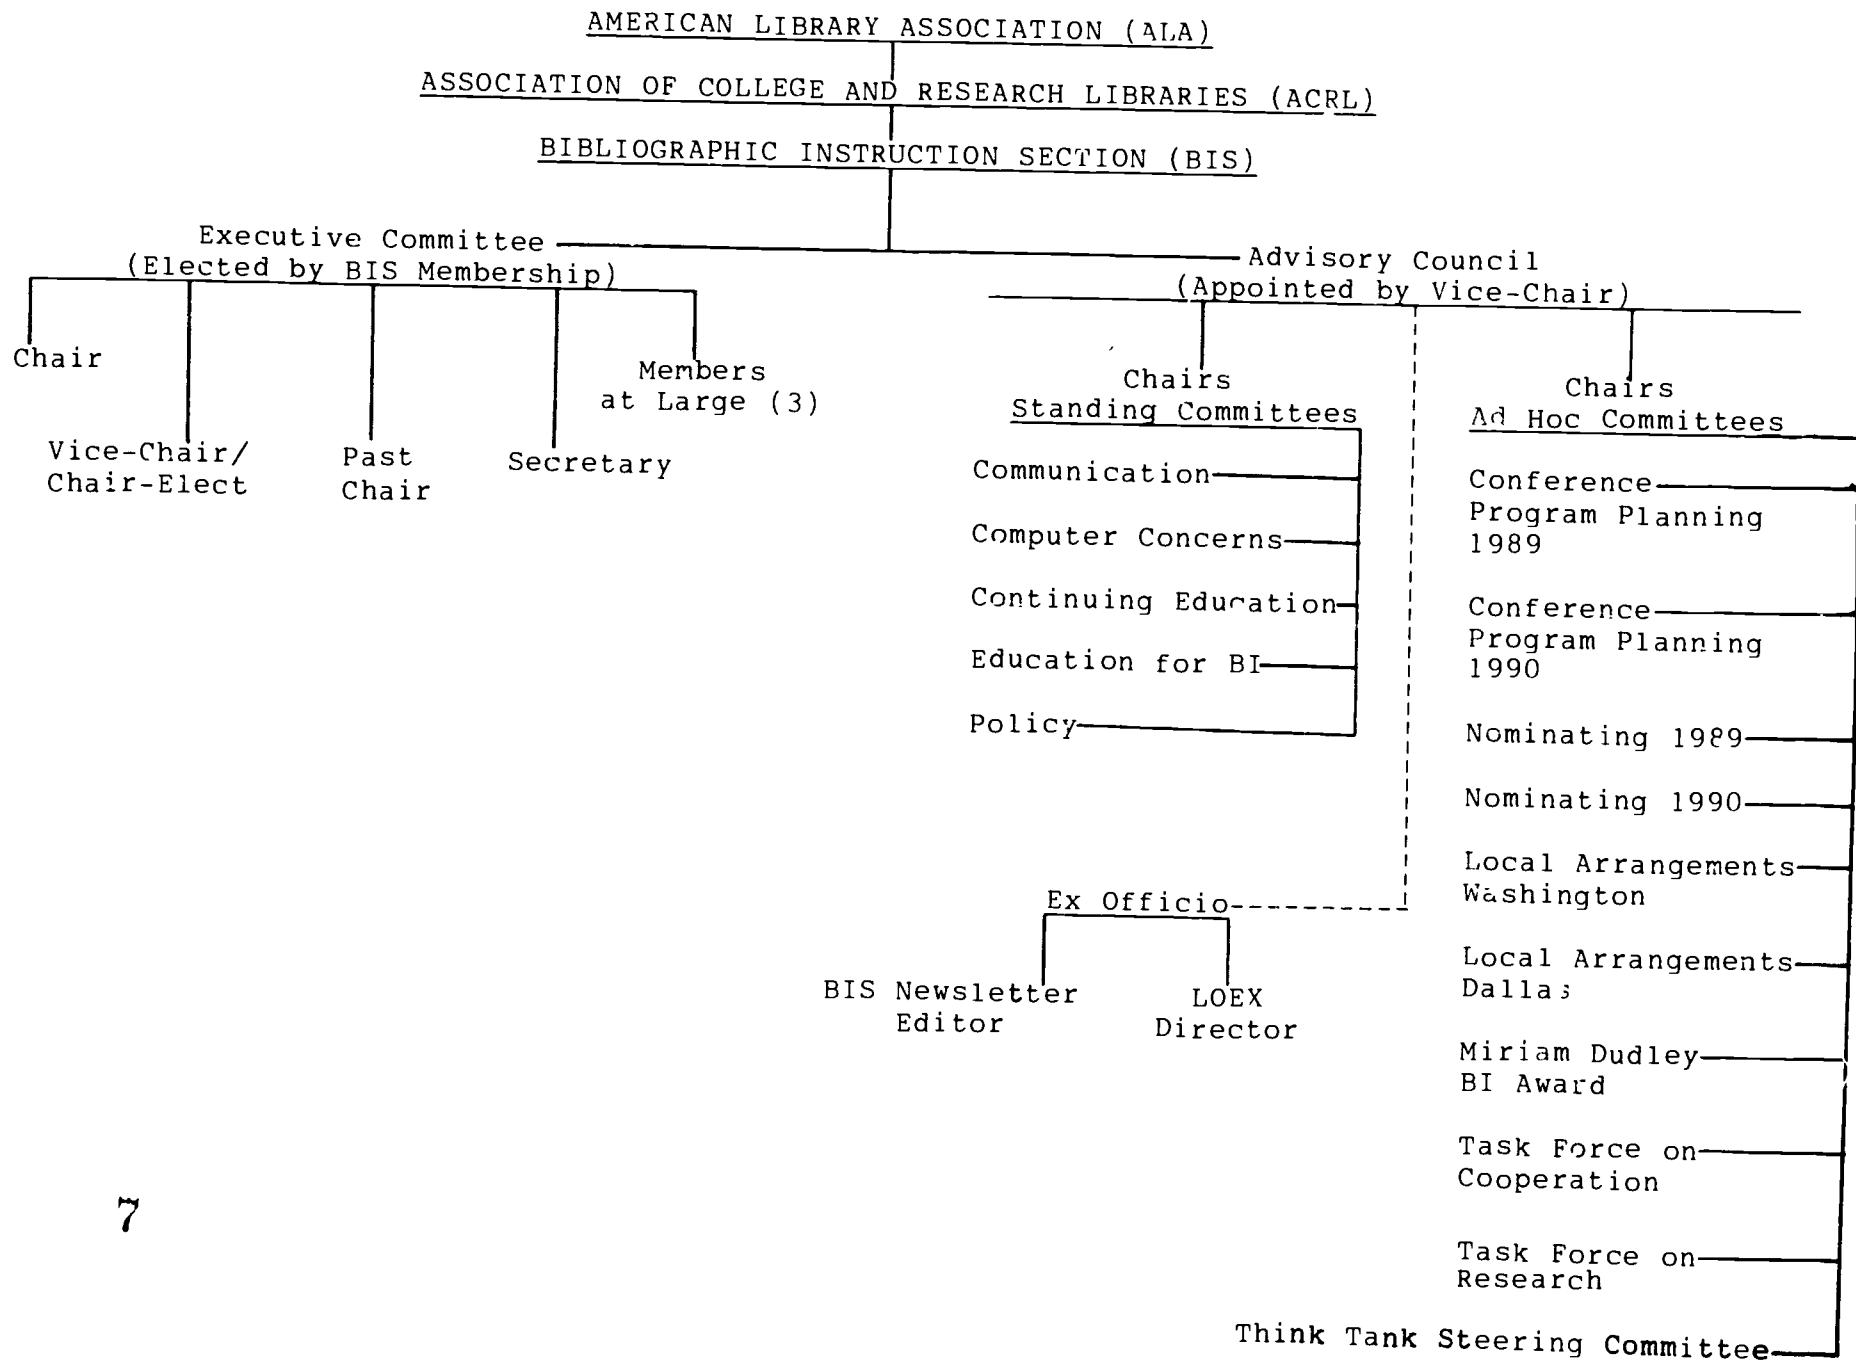 AMERICAN LIBRARY ASSOCIATION (ALA)
ASSOCIATION OF COLLEGE AND RESEARCH LIBRARIES (ACRL)
BIBLIOGRAPHIC INSTRUCTION SECTION (BIS)
Executive Committee
(Elected by BIS Membership)
Chair
Vice-Chair/
Chair-Elect
Past
Chair
Secretary
Members
at Large (3)
Advisory Council
(Appointed by Vice-Chair)
Chairs
Standing Committees
Communication
Computer Concerns
Continuing Education
Education for BI
Policy
Ex Officio
BIS Newsletter
Editor
LOEX
Director
Chairs
Ad Hoc Committees
Conference
Program Planning
1989
Conference
Program Planning
1990
Nominating 1989
Nominating 1990
Local Arrangements
Washington
Local Arrangements
Dallas
Miriam Dudley
BI Award
Task Force on
Cooperation
Task Force on
Research
Think Tank Steering Committee
7